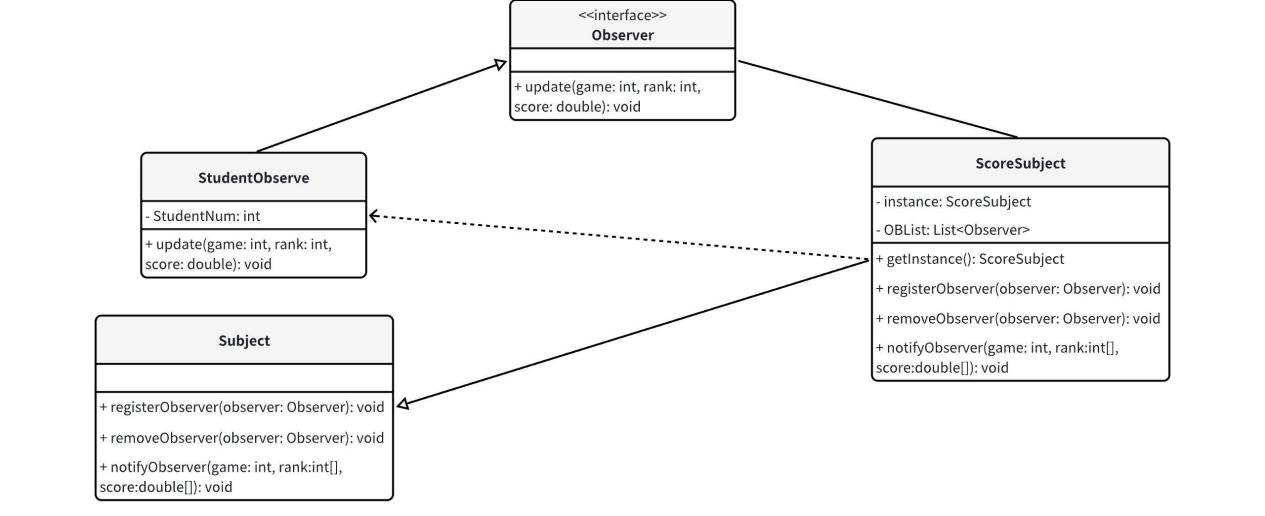 <<interface>>
Observer
+ update(game: int, rank: int,
score: double): void
StudentObserve
- StudentNum: int
+ update(game: int, rank: int,
score: double): void
ScoreSubject
- instance: ScoreSubject
- OBList: List<Observer>
+ getInstance(): ScoreSubject
+ registerObserver(observer: Observer): void
+ removeObserver(observer: Observer): void
+ notifyObserver(game: int, rank:int[],
score:double[]): void
Subject
+ registerObserver(observer: Observer): void
+ removeObserver(observer: Observer): void
+ notifyObserver(game: int, rank:int[],
score:double[]): void